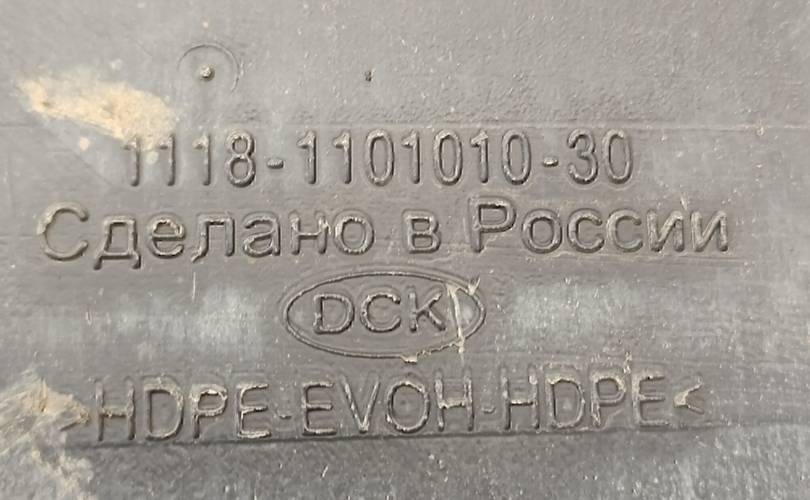 1118-1101010-30
Сделано в России
DCK
>HDPE-EVOH-HDPE<